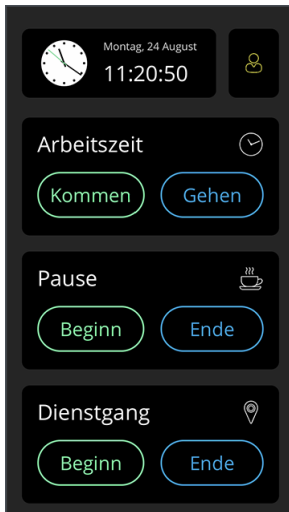 Montag, 24 August
11:20:50
Arbeitszeit
Kommen Gehen
Pause
Beginn Ende
Dienstgang
Beginn Ende